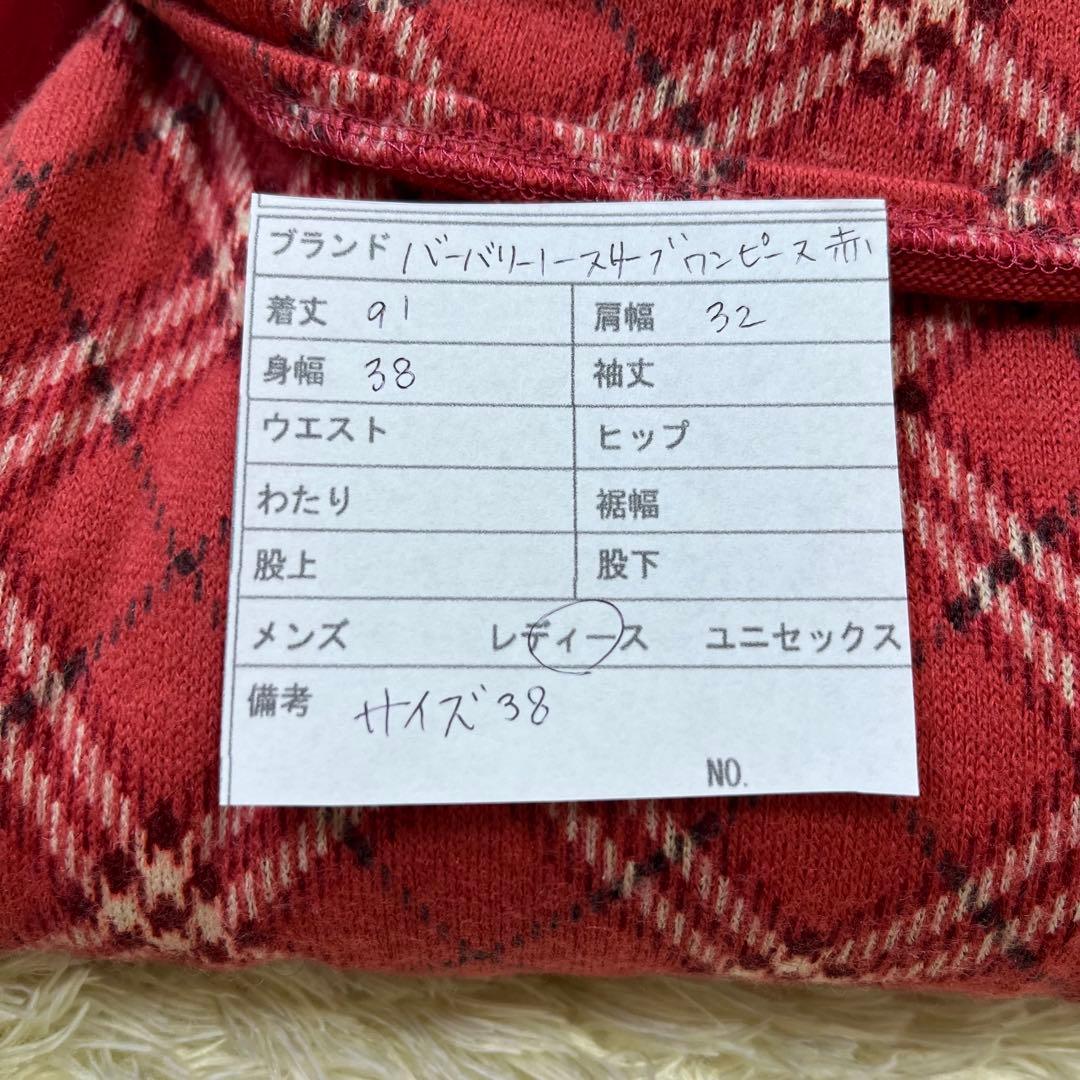 ブランド バーバリーノースリーブワンピース赤
着丈 91 肩幅 32
身幅 38 袖丈
ウエスト ヒップ
わたり 裾幅
股上 股下
メンズ レディース ユニセックス
備考 サイズ38
NO.